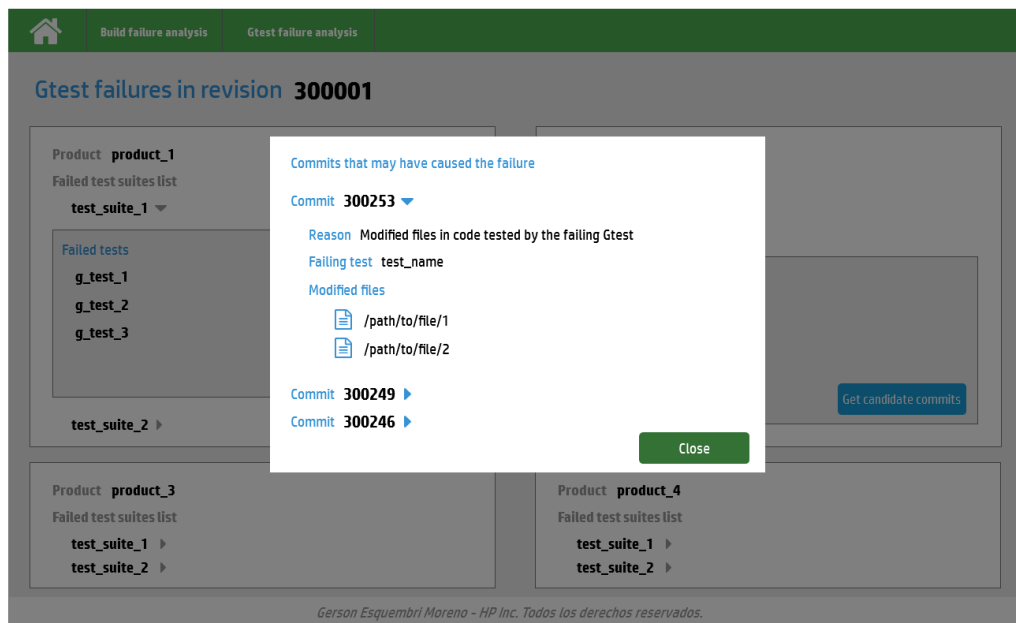 Build failure analysis
Gtest failure analysis
Gtest failures in revision 300001
Product product_1
Failed test suites list
test_suite_1
Failed tests
g_test_1
g_test_2
g_test_3
test_suite_2
Commits that may have caused the failure
Commit 300253
Reason Modified files in code tested by the failing Gtest
Failing test test_name
Modified files
/path/to/file/1
/path/to/file/2
Commit 300249
Commit 300246
Close
Get candidate commits
Product product_3
Failed test suites list
test_suite_1
test_suite_2
Product product_4
Failed test suites list
test_suite_1
test_suite_2
Gerson Esquembri Moreno - HP Inc. Todos los derechos reservados.